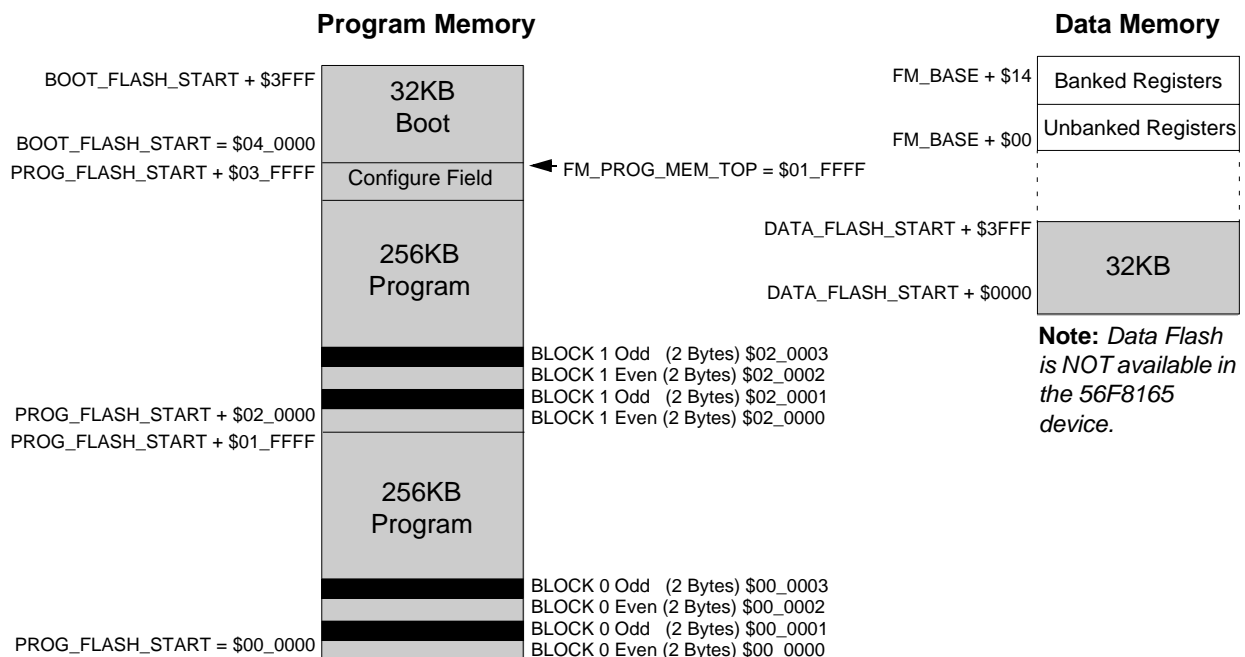 Program Memory
BOOT_FLASH_START + $3FFF
32KB
Boot
BOOT_FLASH_START = $04_0000
PROG_FLASH_START + $03_FFFF
FM_PROG_MEM_TOP = $01_FFFF
Configure Field
256KB
Program
BLOCK 1 Odd (2 Bytes) $02_0003
BLOCK 1 Even (2 Bytes) $02_0002
BLOCK 1 Odd (2 Bytes) $02_0001
PROG_FLASH_START + $02_0000
BLOCK 1 Even (2 Bytes) $02_0000
PROG_FLASH_START + $01_FFFF
256KB
Program
BLOCK 0 Odd (2 Bytes) $00_0003
BLOCK 0 Even (2 Bytes) $00_0002
BLOCK 0 Odd (2 Bytes) $00_0001
PROG_FLASH_START = $00_0000
BLOCK 0 Even (2 Bytes) $00_0000
Data Memory
FM_BASE + $14
Banked Registers
Unbanked Registers
FM_BASE + $00
DATA_FLASH_START + $3FFF
32KB
DATA_FLASH_START + $0000
Note: Data Flash
is NOT available in
the 56F8165
device.